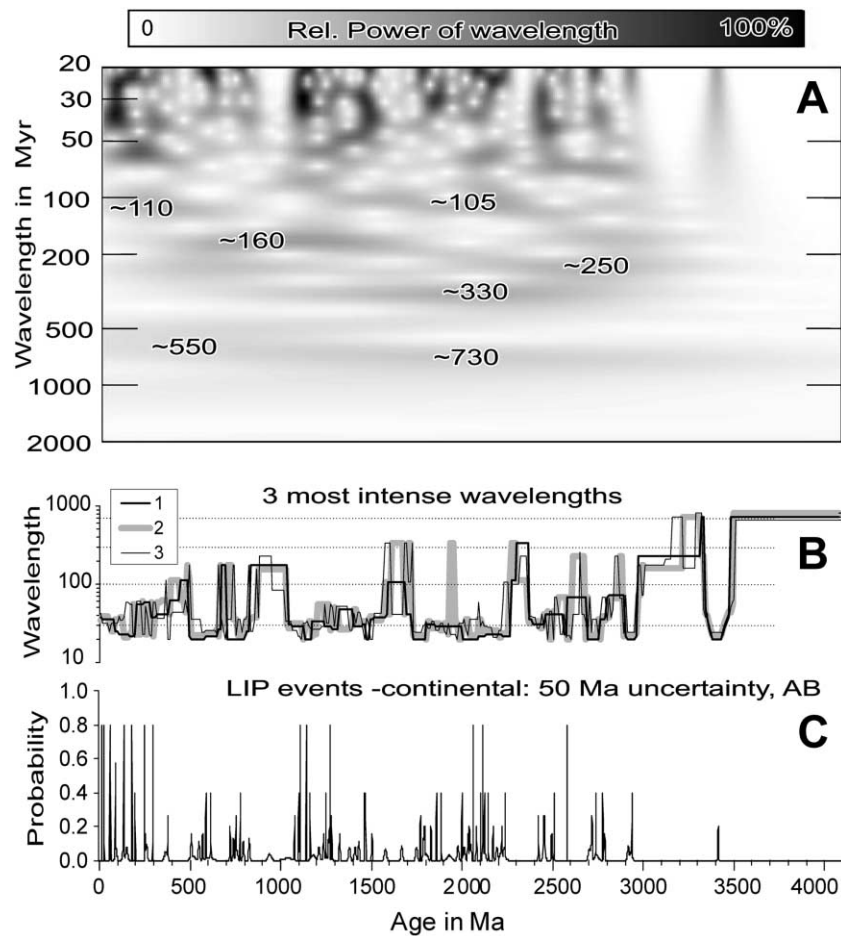 0 Rel. Power of wavelength 100%
A
Wavelength in Myr
20
30
50
100
200
500
1000
2000
~110
~105
~160
~250
~330
~550
~730
B
3 most intense wavelengths
1
2
3
Wavelength
1000
100
10
C
LIP events -continental: 50 Ma uncertainty, AB
Probability
1.0
0.8
0.6
0.4
0.2
0.0
0 500 1000 1500 2000 2500 3000 3500 4000
Age in Ma